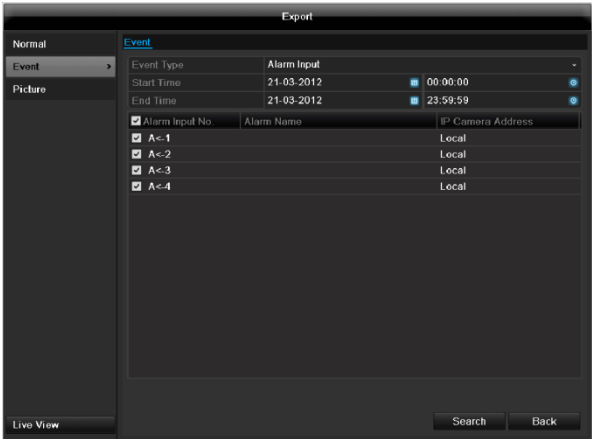 Export
Normal
Event >
Picture
Event
Event Type Alarm Input
Start Time 21-03-2012 00:00:00
End Time 21-03-2012 23:59:59
Alarm Input No. Alarm Name IP Camera Address
A<-1 Local
A<-2 Local
A<-3 Local
A<-4 Local
Live View
Search Back